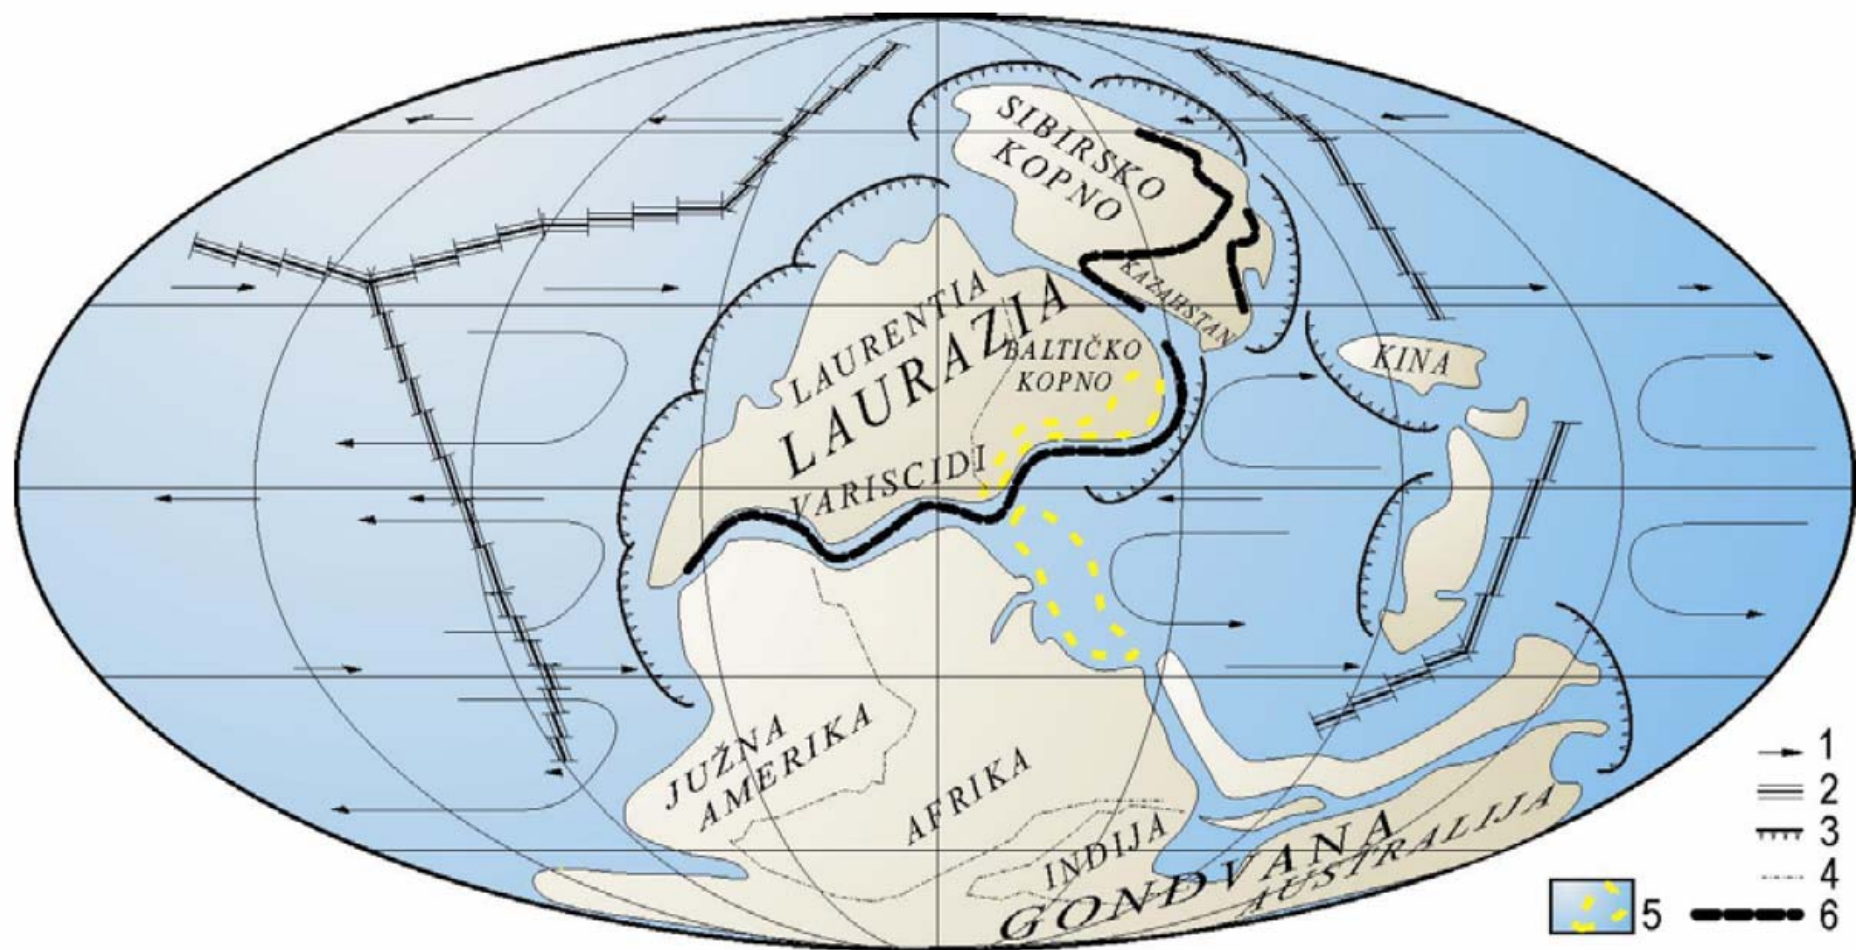 SIBIRSKO
KOPNO
KAZAHSTAN
LAURENTIA
LAURAZIA
BALTIČKO
KOPNO
KINA
VARISCIDI
JUŽNA
AMERIKA
AFRIKA
INDIJA
GONDVANA
AUSTRALIJA
1
2
3
4
5
6